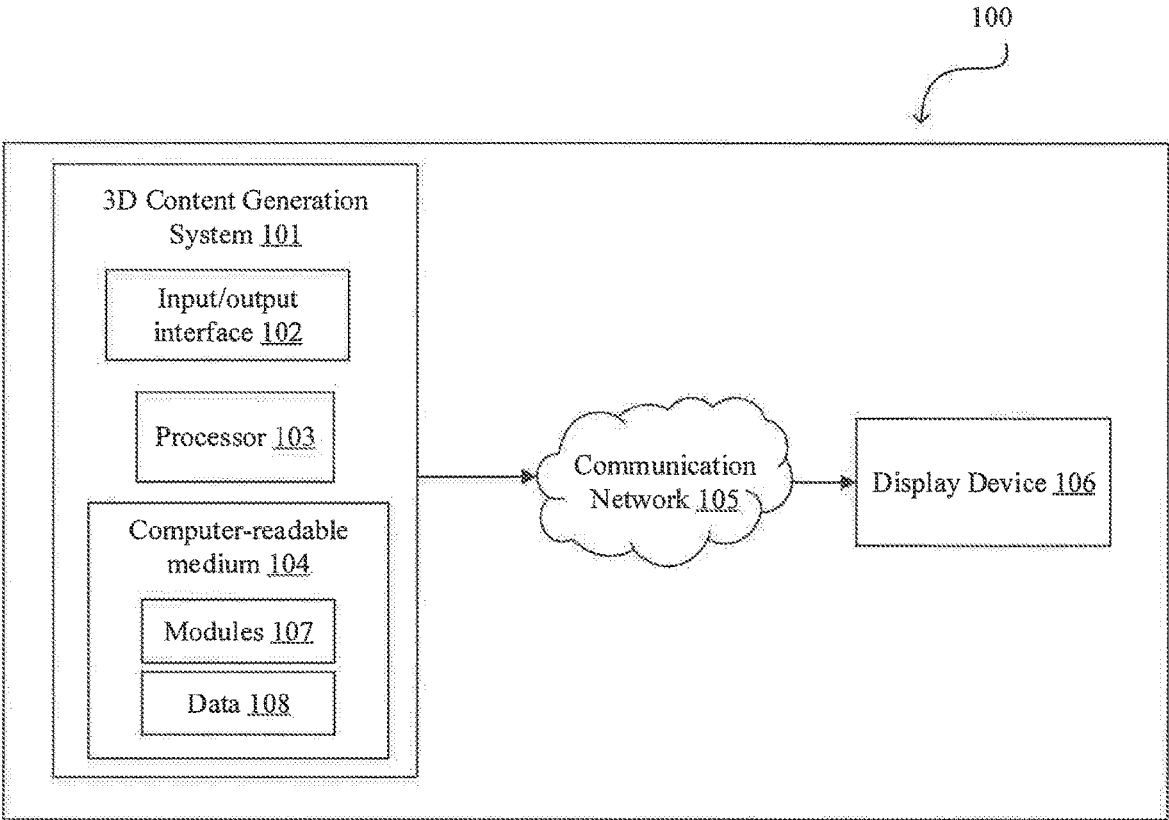 100
3D Content Generation
System 101
Input/output
interface 102
Processor 103
Computer-readable
medium 104
Modules 107
Data 108
Communication
Network 105
Display Device 106